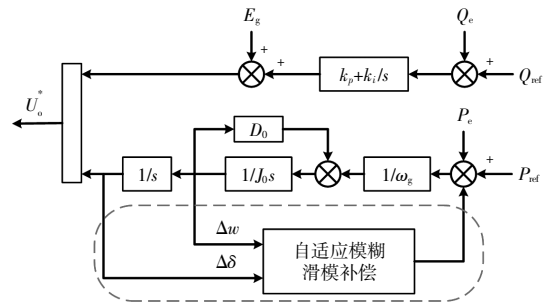 E_g
Q_e
+
+
k_p+k_i/s
+
Q_ref
U_o^*
D_0
P_e
+
1/s
1/J_0s
1/ω_g
P_ref
Δw
Δδ
自适应模糊
滑模补偿